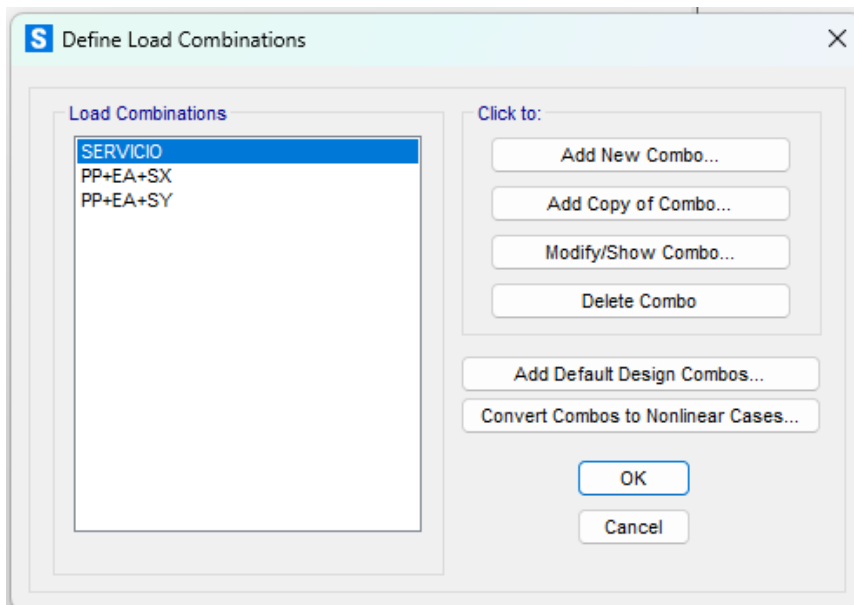 S Define Load Combinations
Load Combinations
SERVICIO
PP+EA+SX
PP+EA+SY
Click to:
Add New Combo...
Add Copy of Combo...
Modify/Show Combo...
Delete Combo
Add Default Design Combos...
Convert Combos to Nonlinear Cases...
OK
Cancel